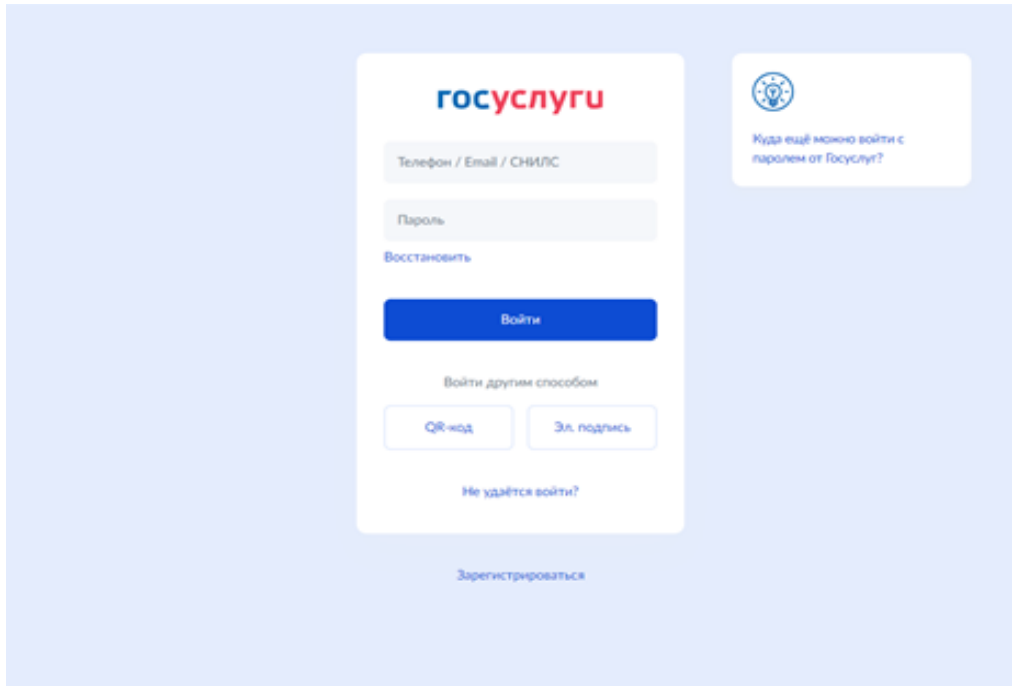 госуслуги
Телефон / Email / СНИЛС
Пароль
Восстановить
Войти
Войти другим способом
QR-код
Эл. подпись
Не удаётся войти?
Зарегистрироваться
Куда ещё можно войти с
паролем от Госуслуг?